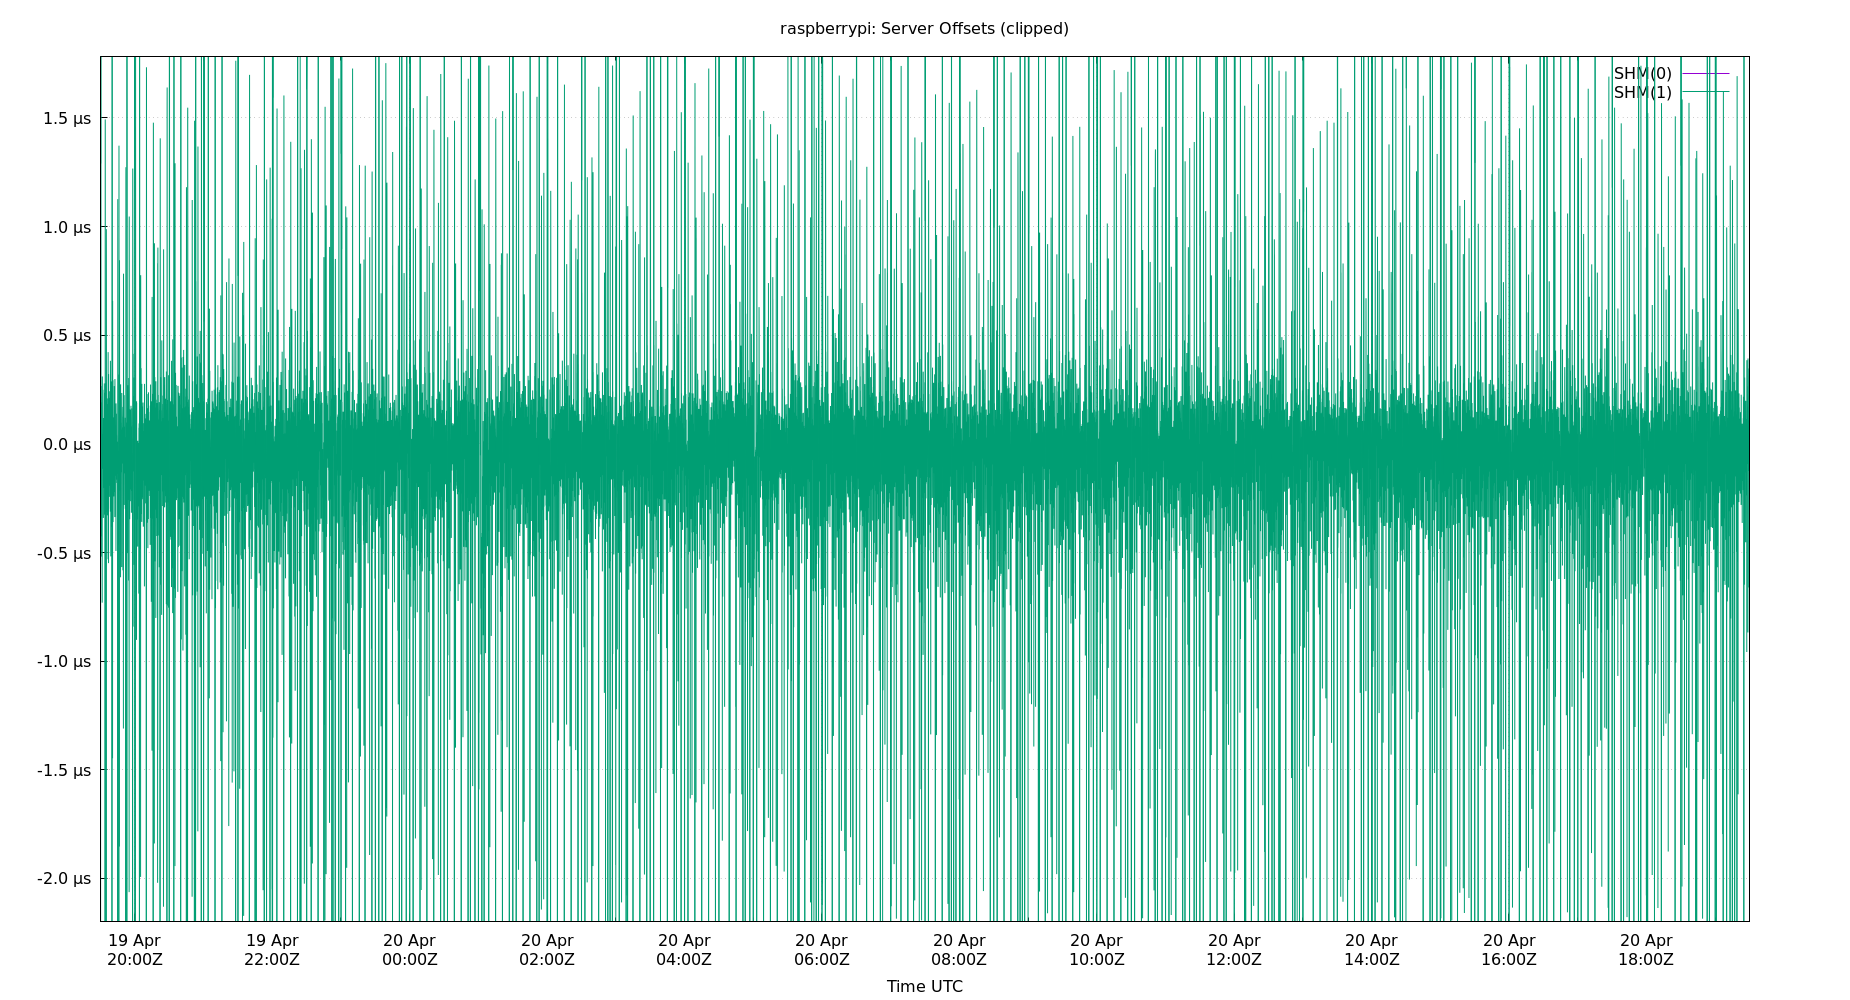 raspberrypi: Server Offsets (clipped)
SHM(0)
SHM(1)
1.5 µs
1.0 µs
0.5 µs
0.0 µs
-0.5 µs
-1.0 µs
-1.5 µs
-2.0 µs
19 Apr 19 Apr 20 Apr 20 Apr 20 Apr 20 Apr 20 Apr 20 Apr 20 Apr 20 Apr 20 Apr 20 Apr
20:00Z 22:00Z 00:00Z 02:00Z 04:00Z 06:00Z 08:00Z 10:00Z 12:00Z 14:00Z 16:00Z 18:00Z
Time UTC